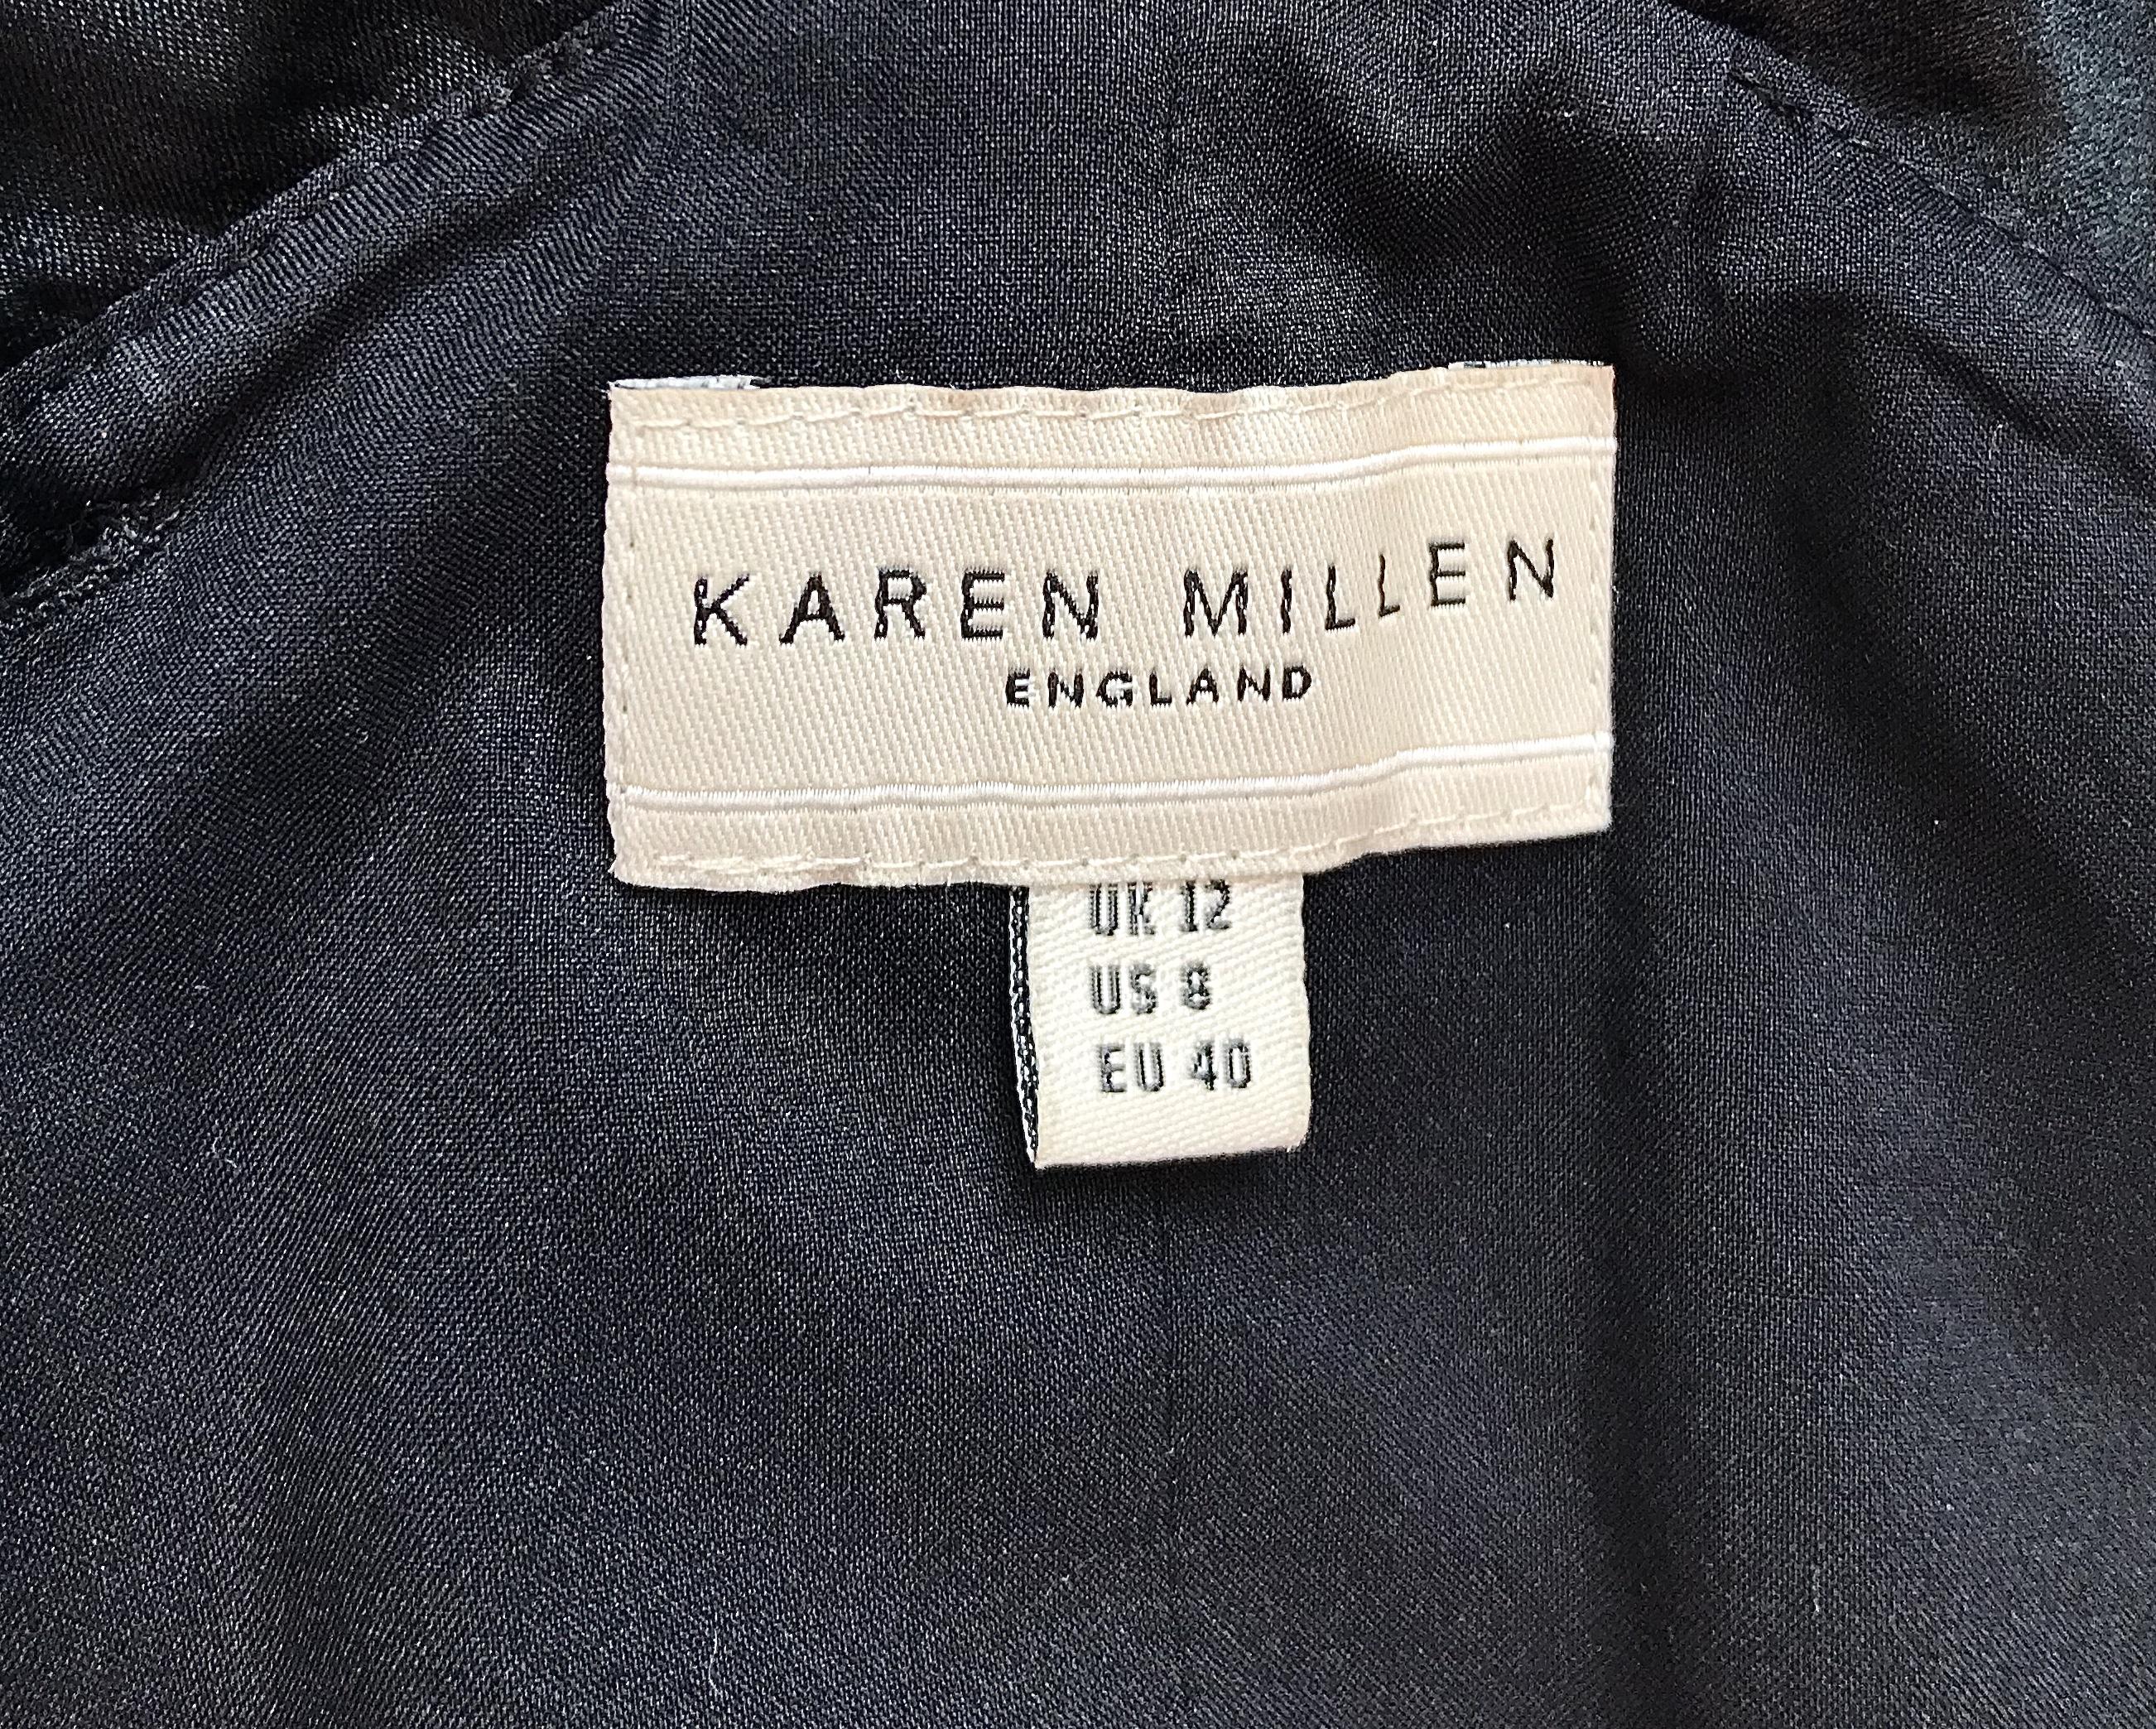 KAREN MILLEN
ENGLAND
UK 12
US 8
EU 40